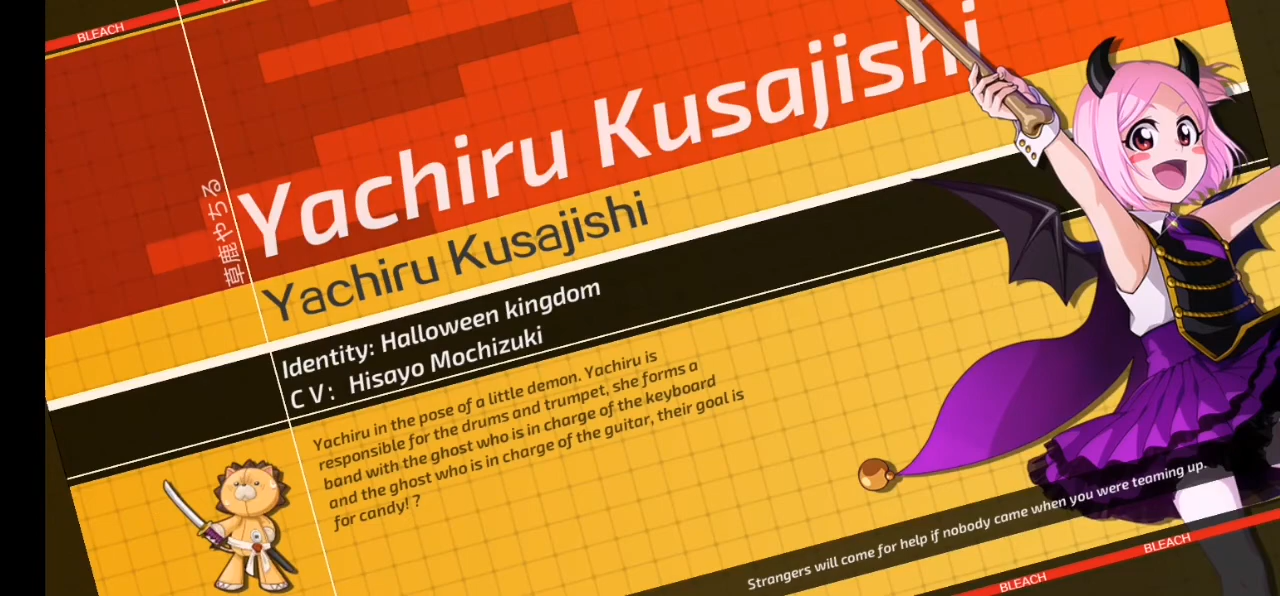 BLEACH
Yachiru Kusajishi
草鹿やちる
Yachiru Kusajishi
Identity: Halloween kingdom
CV: Hisayo Mochizuki
Yachiru in the pose of a little demon. Yachiru is
responsible for the drums and trumpet, she forms a
band with the ghost who is in charge of the keyboard
and the ghost who is in charge of the guitar, their goal is
for candy! ?
Strangers will come for help if nobody came when you were teaming up.
BLEACH
BLEACH